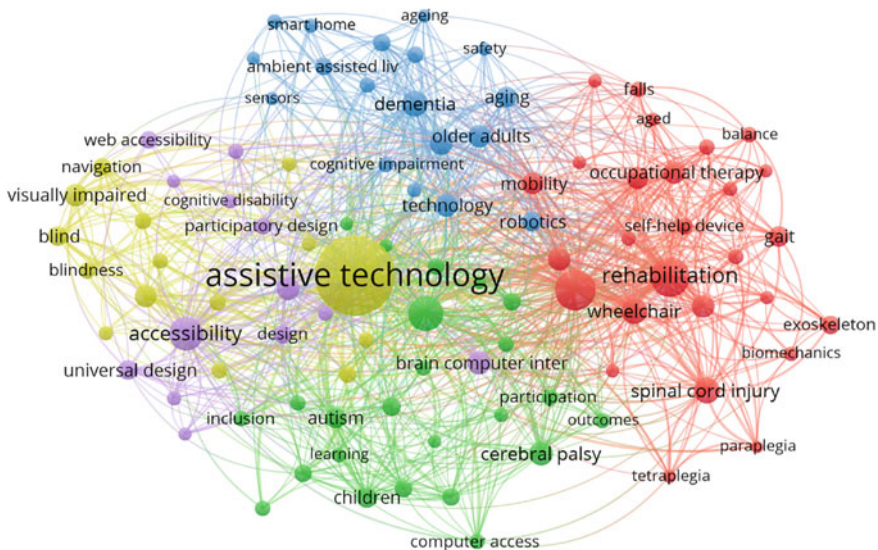 ageing
smart home
safety
ambient assisted liv
falls
sensors
dementia
aging
aged
web accessibility
older adults
balance
navigation
cognitive impairment
occupational therapy
visually impaired
cognitive disability
mobility
technology
participatory design
robotics
self-help device
blind
gait
blindness
assistive technology
rehabilitation
wheelchair
exoskeleton
accessibility
design
biomechanics
universal design
brain computer inter
spinal cord injury
participation
inclusion
autism
outcomes
learning
cerebral palsy
paraplegia
tetraplegia
children
computer access